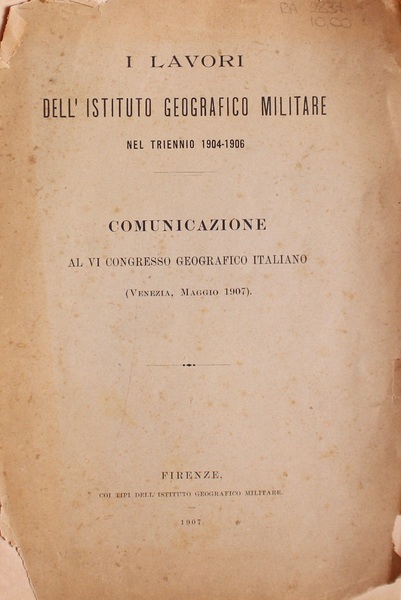 I LAVORI
DELL' ISTITUTO GEOGRAFICO MILITARE
NEL TRIENNIO 1904-1906
COMUNICAZIONE
AL VI CONGRESSO GEOGRAFICO ITALIANO
(VENEZIA, MAGGIO 1907).
FIRENZE,
COI TIPI DELL' ISTITUTO GEOGRAFICO MILITARE.
1907.